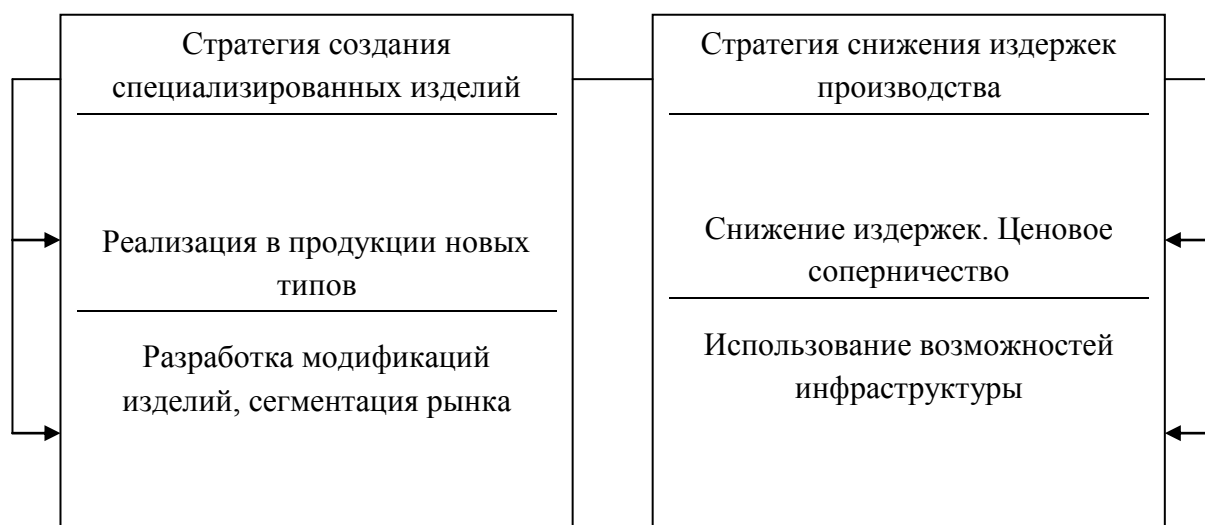 Стратегия создания
специализированных изделий
Реализация в продукции новых
типов
Разработка модификаций
изделий, сегментация рынка
Стратегия снижения издержек
производства
Снижение издержек. Ценовое
соперничество
Использование возможностей
инфраструктуры